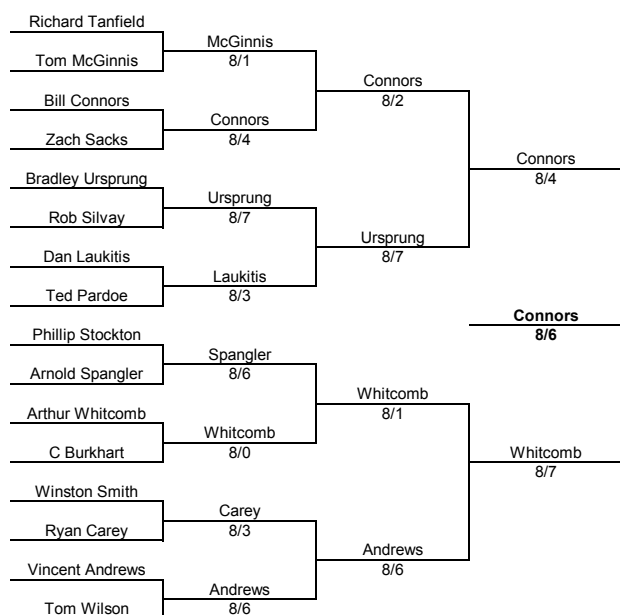 Richard Tanfield
Tom McGinnis
Bill Connors
Zach Sacks
Bradley Ursprung
Rob Silvay
Dan Laukitis
Ted Pardoe
Phillip Stockton
Arnold Spangler
Arthur Whitcomb
C Burkhart
Winston Smith
Ryan Carey
Vincent Andrews
Tom Wilson
McGinnis
8/1
Connors
8/4
Ursprung
8/7
Laukitis
8/3
Spangler
8/6
Whitcomb
8/0
Carey
8/3
Andrews
8/6
Connors
8/2
Ursprung
8/7
Whitcomb
8/1
Andrews
8/6
Connors
8/4
Whitcomb
8/7
Connors
8/6